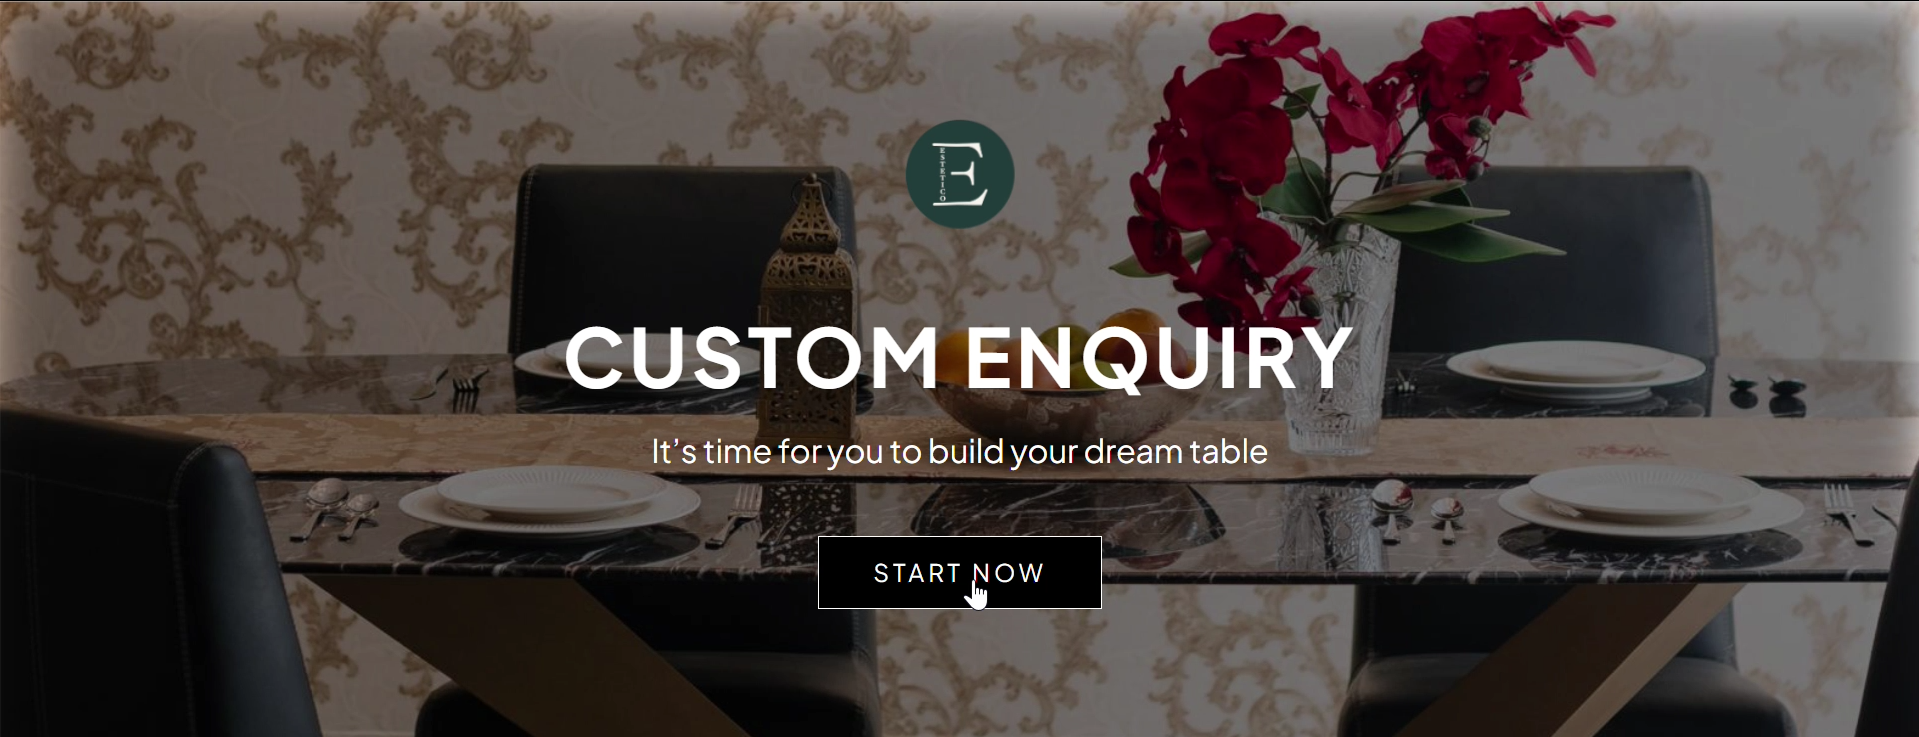 ESTETICO
E
CUSTOM ENQUIRY
It's time for you to build your dream table
START NOW